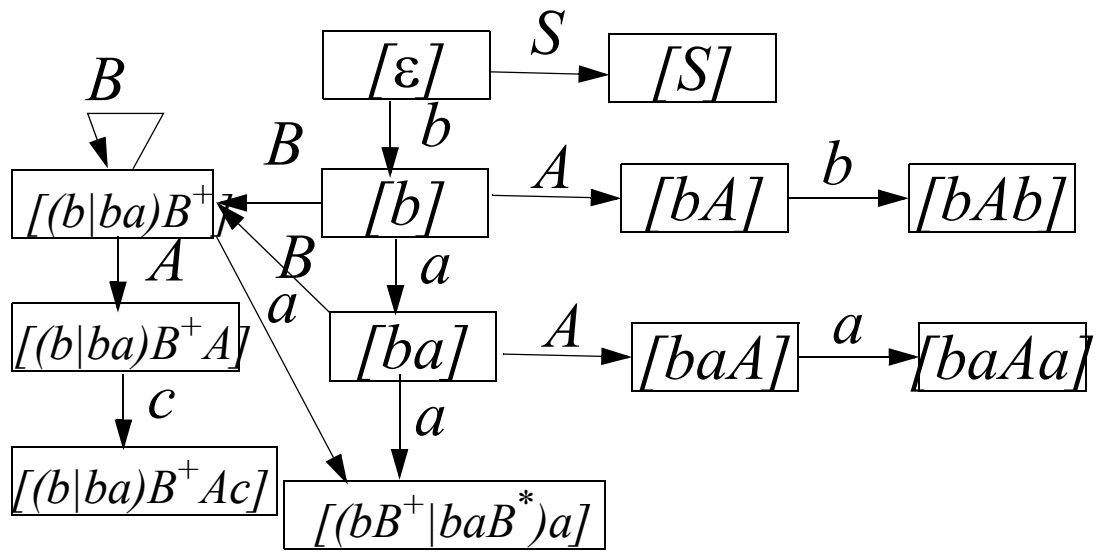 [ε]
S
[S]
B
b
B
[(b|ba)B⁺]
[b]
A
[bA]
b
[bAb]
A
B
a
a
[(b|ba)B⁺A]
[ba]
A
[baA]
a
[baAa]
c
a
[(b|ba)B⁺Ac]
[(bB⁺|baB*)a]